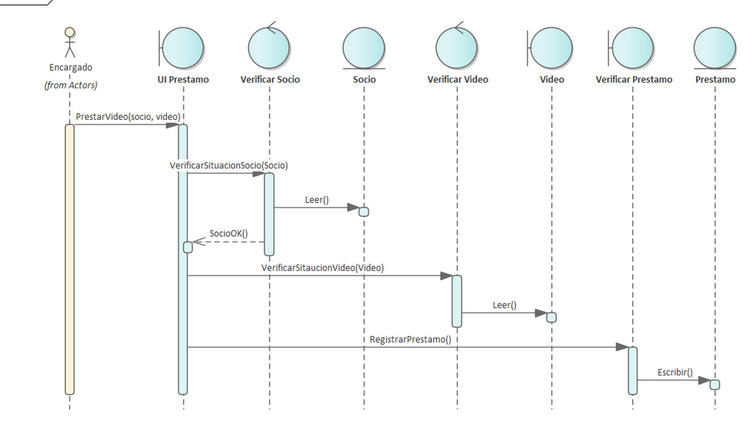 Encargado
(from Actors)
UI Prestamo
Verificar Socio
Socio
Verificar Video
Video
Verificar Prestamo
Prestamo
PrestarVideo(socio, video)
VerificarSituacionSocio(Socio)
Leer()
SocioOK()
VerificarSitaucionVideo(Video)
Leer()
RegistrarPrestamo()
Escribir()